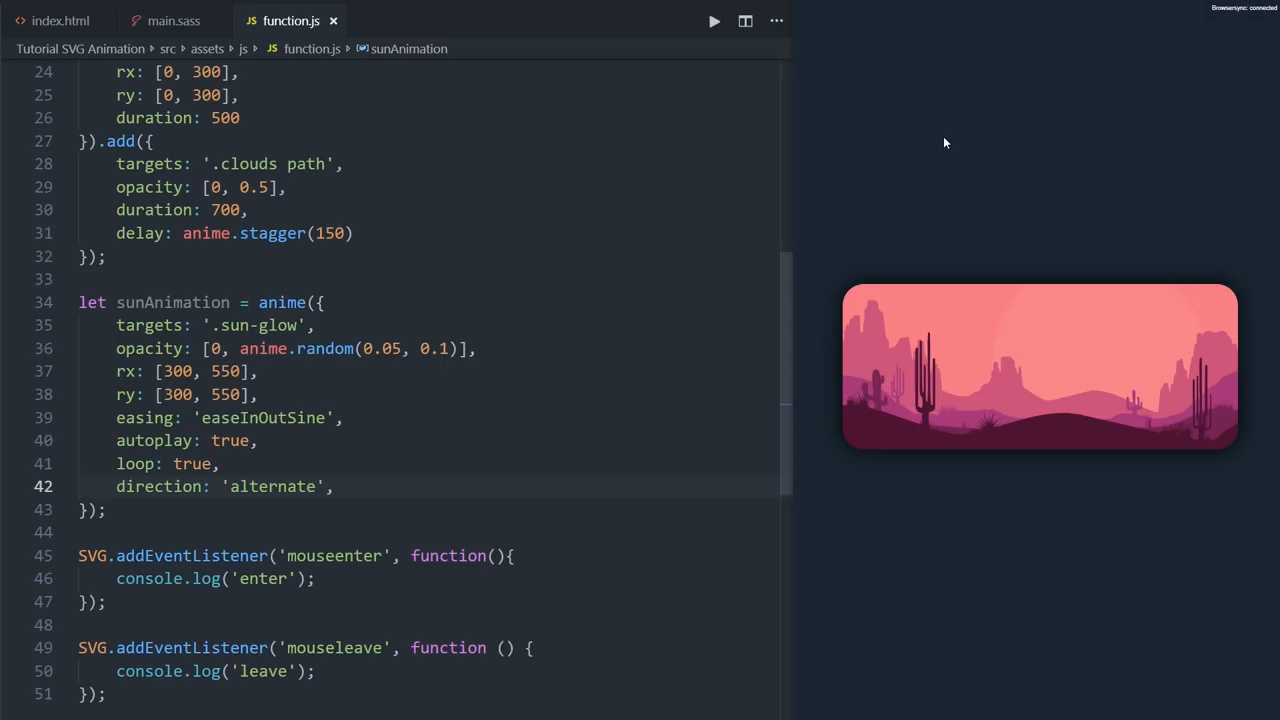 index.html main.sass JS function.js
Browsersync: connected
Tutorial SVG Animation src assets js JS function.js sunAnimation
24 rx: [0, 300],
25 ry: [0, 300],
26 duration: 500
27 }).add({
28 targets: '.clouds path',
29 opacity: [0, 0.5],
30 duration: 700,
31 delay: anime.stagger(150)
32 });
33
34 let sunAnimation = anime({
35 targets: '.sun-glow',
36 opacity: [0, anime.random(0.05, 0.1)],
37 rx: [300, 550],
38 ry: [300, 550],
39 easing: 'easeInOutSine',
40 autoplay: true,
41 loop: true,
42 direction: 'alternate',
43 });
44
45 SVG.addEventListener('mouseenter', function(){
46 console.log('enter');
47 });
48
49 SVG.addEventListener('mouseleave', function () {
50 console.log('leave');
51 });